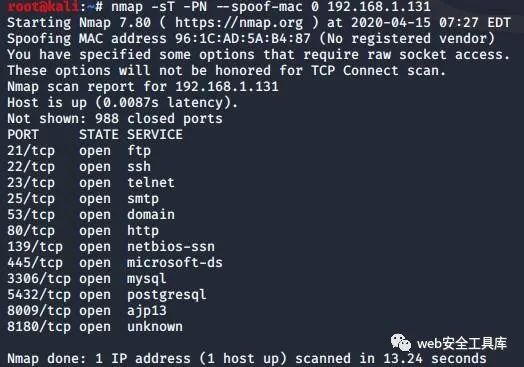 root@kali:~# nmap -sT -PN --spoof-mac 0 192.168.1.131
Starting Nmap 7.80 ( https://nmap.org ) at 2020-04-15 07:27 EDT
Spoofing MAC address 96:1C:AD:5A:B4:87 (No registered vendor)
You have specified some options that require raw socket access.
These options will not be honored for TCP Connect scan.
Nmap scan report for 192.168.1.131
Host is up (0.0087s latency).
Not shown: 988 closed ports
PORT     STATE SERVICE
21/tcp   open  ftp
22/tcp   open  ssh
23/tcp   open  telnet
25/tcp   open  smtp
53/tcp   open  domain
80/tcp   open  http
139/tcp  open  netbios-ssn
445/tcp  open  microsoft-ds
3306/tcp open  mysql
5432/tcp open  postgresql
8009/tcp open  ajp13
8180/tcp open  unknown
web安全工具库
Nmap done: 1 IP address (1 host up) scanned in 13.24 seconds